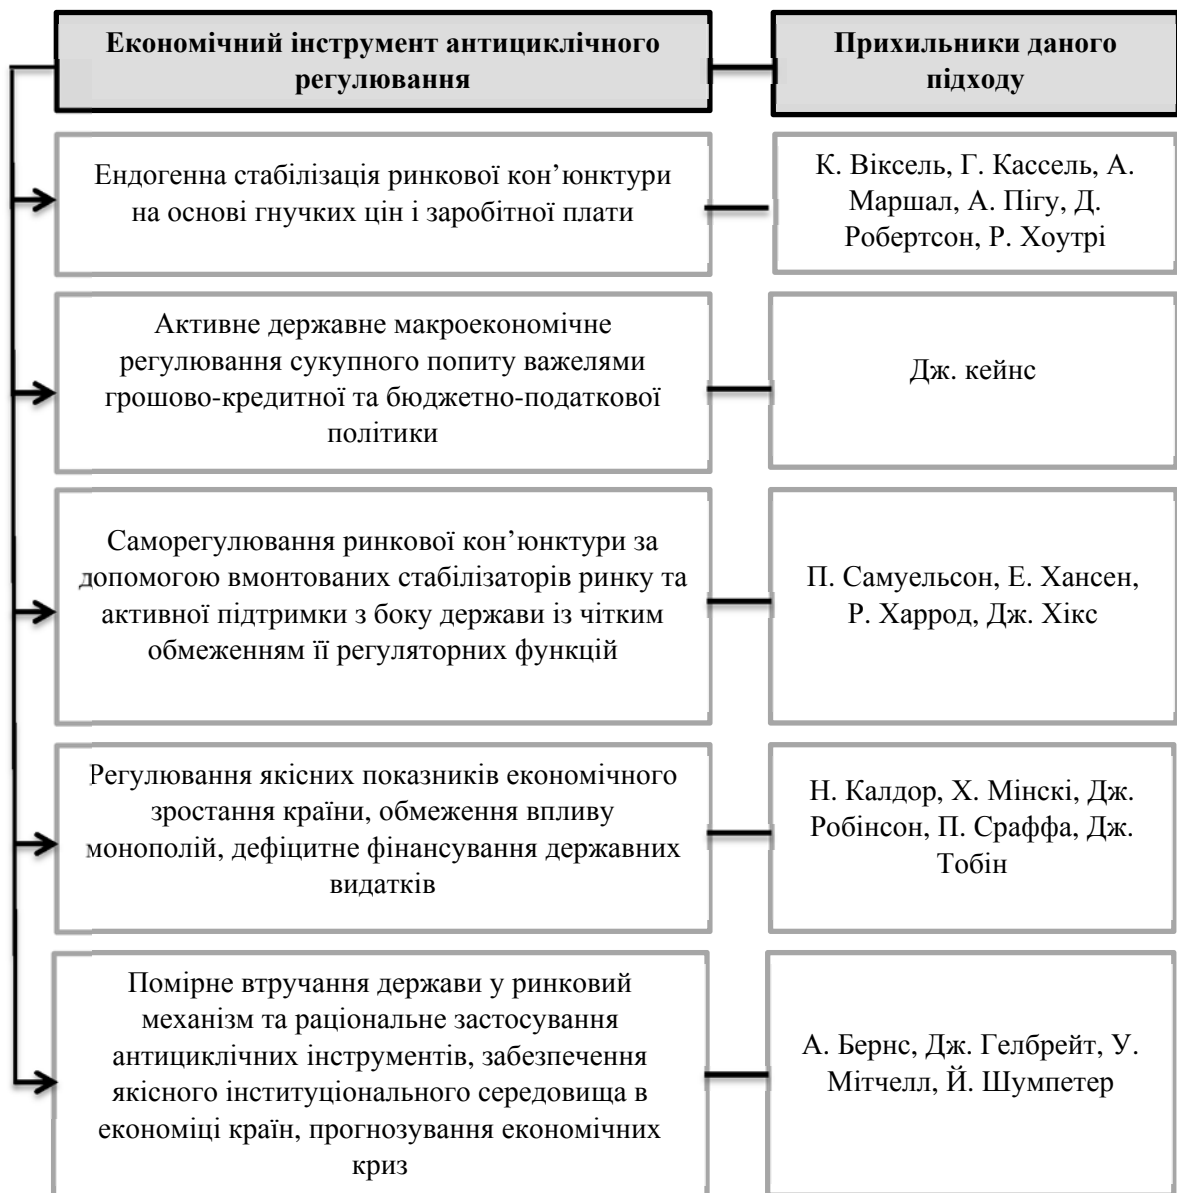 Економічний інструмент антициклічного
регулювання
Прихильники даного
підходу
Ендогенна стабілізація ринкової кон’юнктури
на основі гнучких цін і заробітної плати
К. Віксель, Г. Кассель, А.
Маршал, А. Пігу, Д.
Робертсон, Р. Хоутрі
Активне державне макроекономічне
регулювання сукупного попиту важелями
грошово-кредитної та бюджетно-податкової
політики
Дж. кейнс
Саморегулювання ринкової кон’юнктури за
допомогою вмонтованих стабілізаторів ринку та
активної підтримки з боку держави із чітким
обмеженням її регуляторних функцій
П. Самуельсон, Е. Хансен,
Р. Харрод, Дж. Хікс
Регулювання якісних показників економічного
зростання країни, обмеження впливу
монополій, дефіцитне фінансування державних
видатків
Н. Калдор, Х. Мінскі, Дж.
Робінсон, П. Сраффа, Дж.
Тобін
Помірне втручання держави у ринковий
механізм та раціональне застосування
антициклічних інструментів, забезпечення
якісного інституціонального середовища в
економіці країн, прогнозування економічних
криз
А. Бернс, Дж. Гелбрейт, У.
Мітчелл, Й. Шумпетер